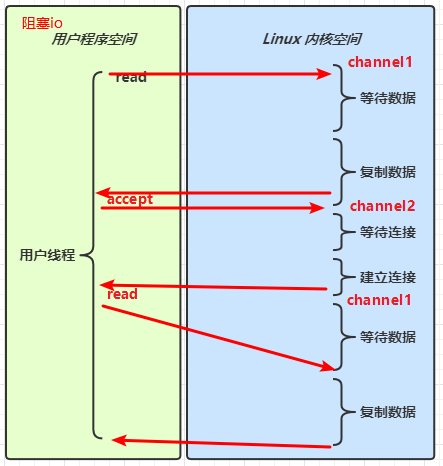 阻塞io
用户程序空间
Linux 内核空间
read
channel1
等待数据
复制数据
accept
channel2
等待连接
用户线程
建立连接
read
channel1
等待数据
复制数据